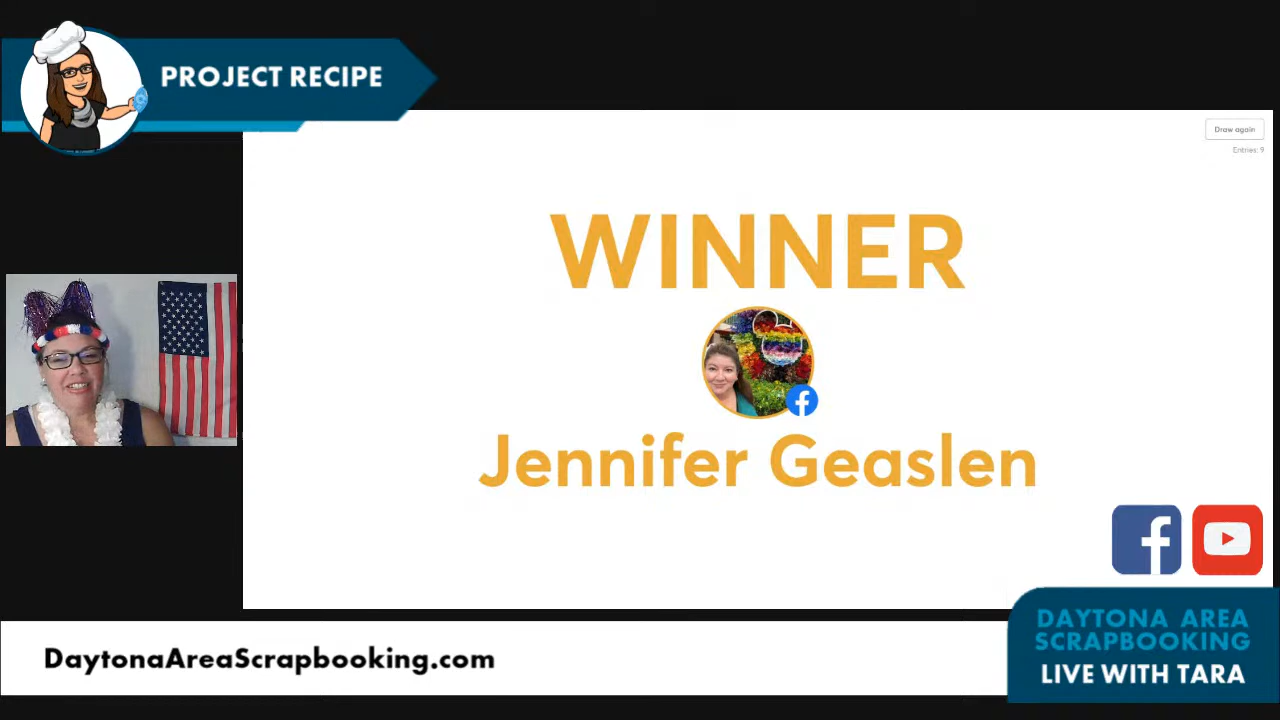 PROJECT RECIPE
Draw again
Entries: 9
WINNER
Jennifer Geaslen
DAYTONA AREA
SCRAPBOOKING
LIVE WITH TARA
DaytonaAreaScrapbooking.com